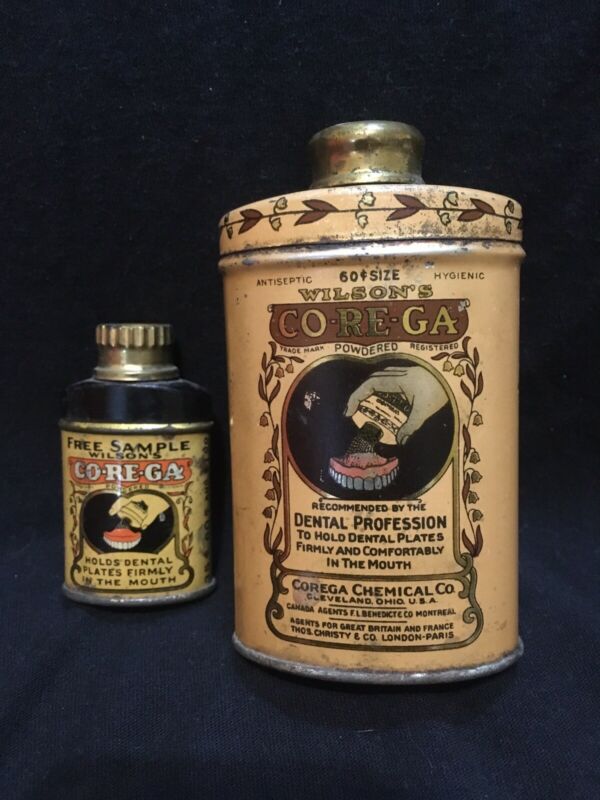 FREE SAMPLE
WILSON'S
CO-RE-GA
POWDERED
HOLDS DENTAL
PLATES FIRMLY
IN THE MOUTH
ANTISEPTIC 60¢ SIZE HYGIENIC
WILSON'S
CO-RE-GA
TRADE MARK POWDERED REGISTERED
RECOMMENDED BY THE
DENTAL PROFESSION
TO HOLD DENTAL PLATES
FIRMLY AND COMFORTABLY
IN THE MOUTH
COREGA CHEMICAL CO.
CLEVELAND, OHIO. U.S.A.
CANADA AGENTS F.L. BENEDICT & CO MONTREAL
AGENTS FOR GREAT BRITAIN AND FRANCE
THOS. CHRISTY & CO. LONDON-PARIS